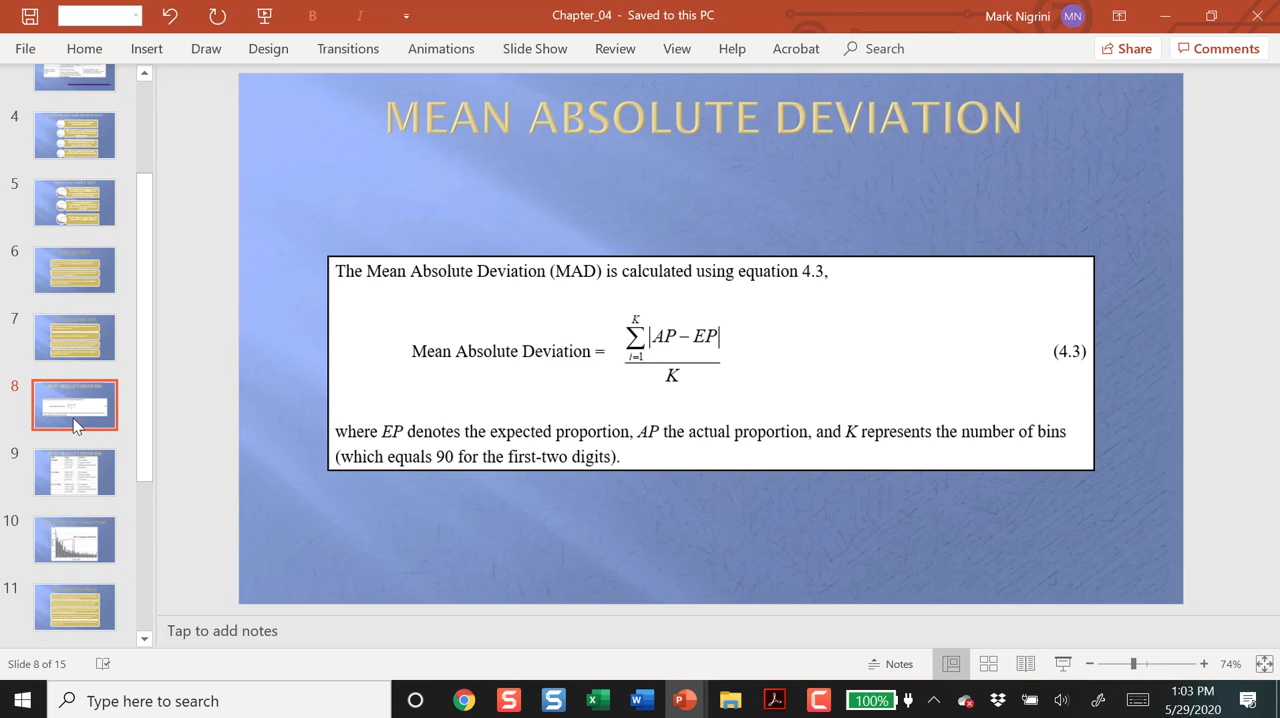 Chapter_04 - Saved to this PC
Mark Nigrini MN
File Home Insert Draw Design Transitions Animations Slide Show Review View Help Acrobat Search Share Comments
4
5
6
7
8
10
11
MEAN ABSOLUTE DEVIATION
The Mean Absolute Deviation (MAD) is calculated using equation 4.3,
Mean Absolute Deviation = \frac{\sum_{i=1}^{K} |AP − EP|}{K} (4.3)
where EP denotes the expected proportion, AP the actual proportion, and K represents the number of bins
(which equals 90 for the first-two digits).
Tap to add notes
Slide 8 of 15 Notes 74%
Type here to search 100% 1:03 PM
5/29/2020